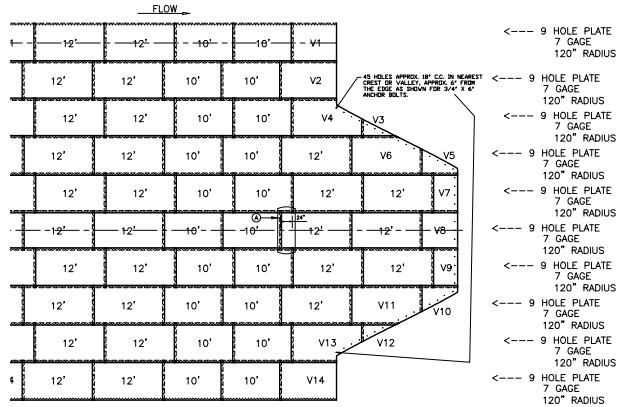 FLOW
1 12' 12' 10' 10' V1
<--- 9 HOLE PLATE
7 GAGE
120" RADIUS
12' 12' 10' 10' V2
45 HOLES APPROX. 18" C.C. IN NEAREST
CREST OR VALLEY, APPROX. 6" FROM
THE EDGE AS SHOWN FOR 3/4" X 6"
ANCHOR BOLTS.
<--- 9 HOLE PLATE
7 GAGE
120" RADIUS
12' 12' 10' 10' V4 V3
<--- 9 HOLE PLATE
7 GAGE
120" RADIUS
12' 12' 10' 10' 12' V6 V5
<--- 9 HOLE PLATE
7 GAGE
120" RADIUS
12' 12' 10' 10' 12' 12' V7
<--- 9 HOLE PLATE
7 GAGE
120" RADIUS
A 24"
12' 12' 10' 10' 12' 12' V8
<--- 9 HOLE PLATE
7 GAGE
120" RADIUS
12' 12' 10' 10' 12' 12' V9
<--- 9 HOLE PLATE
7 GAGE
120" RADIUS
12' 12' 10' 10' 12' V11 V10
<--- 9 HOLE PLATE
7 GAGE
120" RADIUS
12' 12' 10' 10' V13 V12
<--- 9 HOLE PLATE
7 GAGE
120" RADIUS
4 12' 12' 10' 10' V14
<--- 9 HOLE PLATE
7 GAGE
120" RADIUS